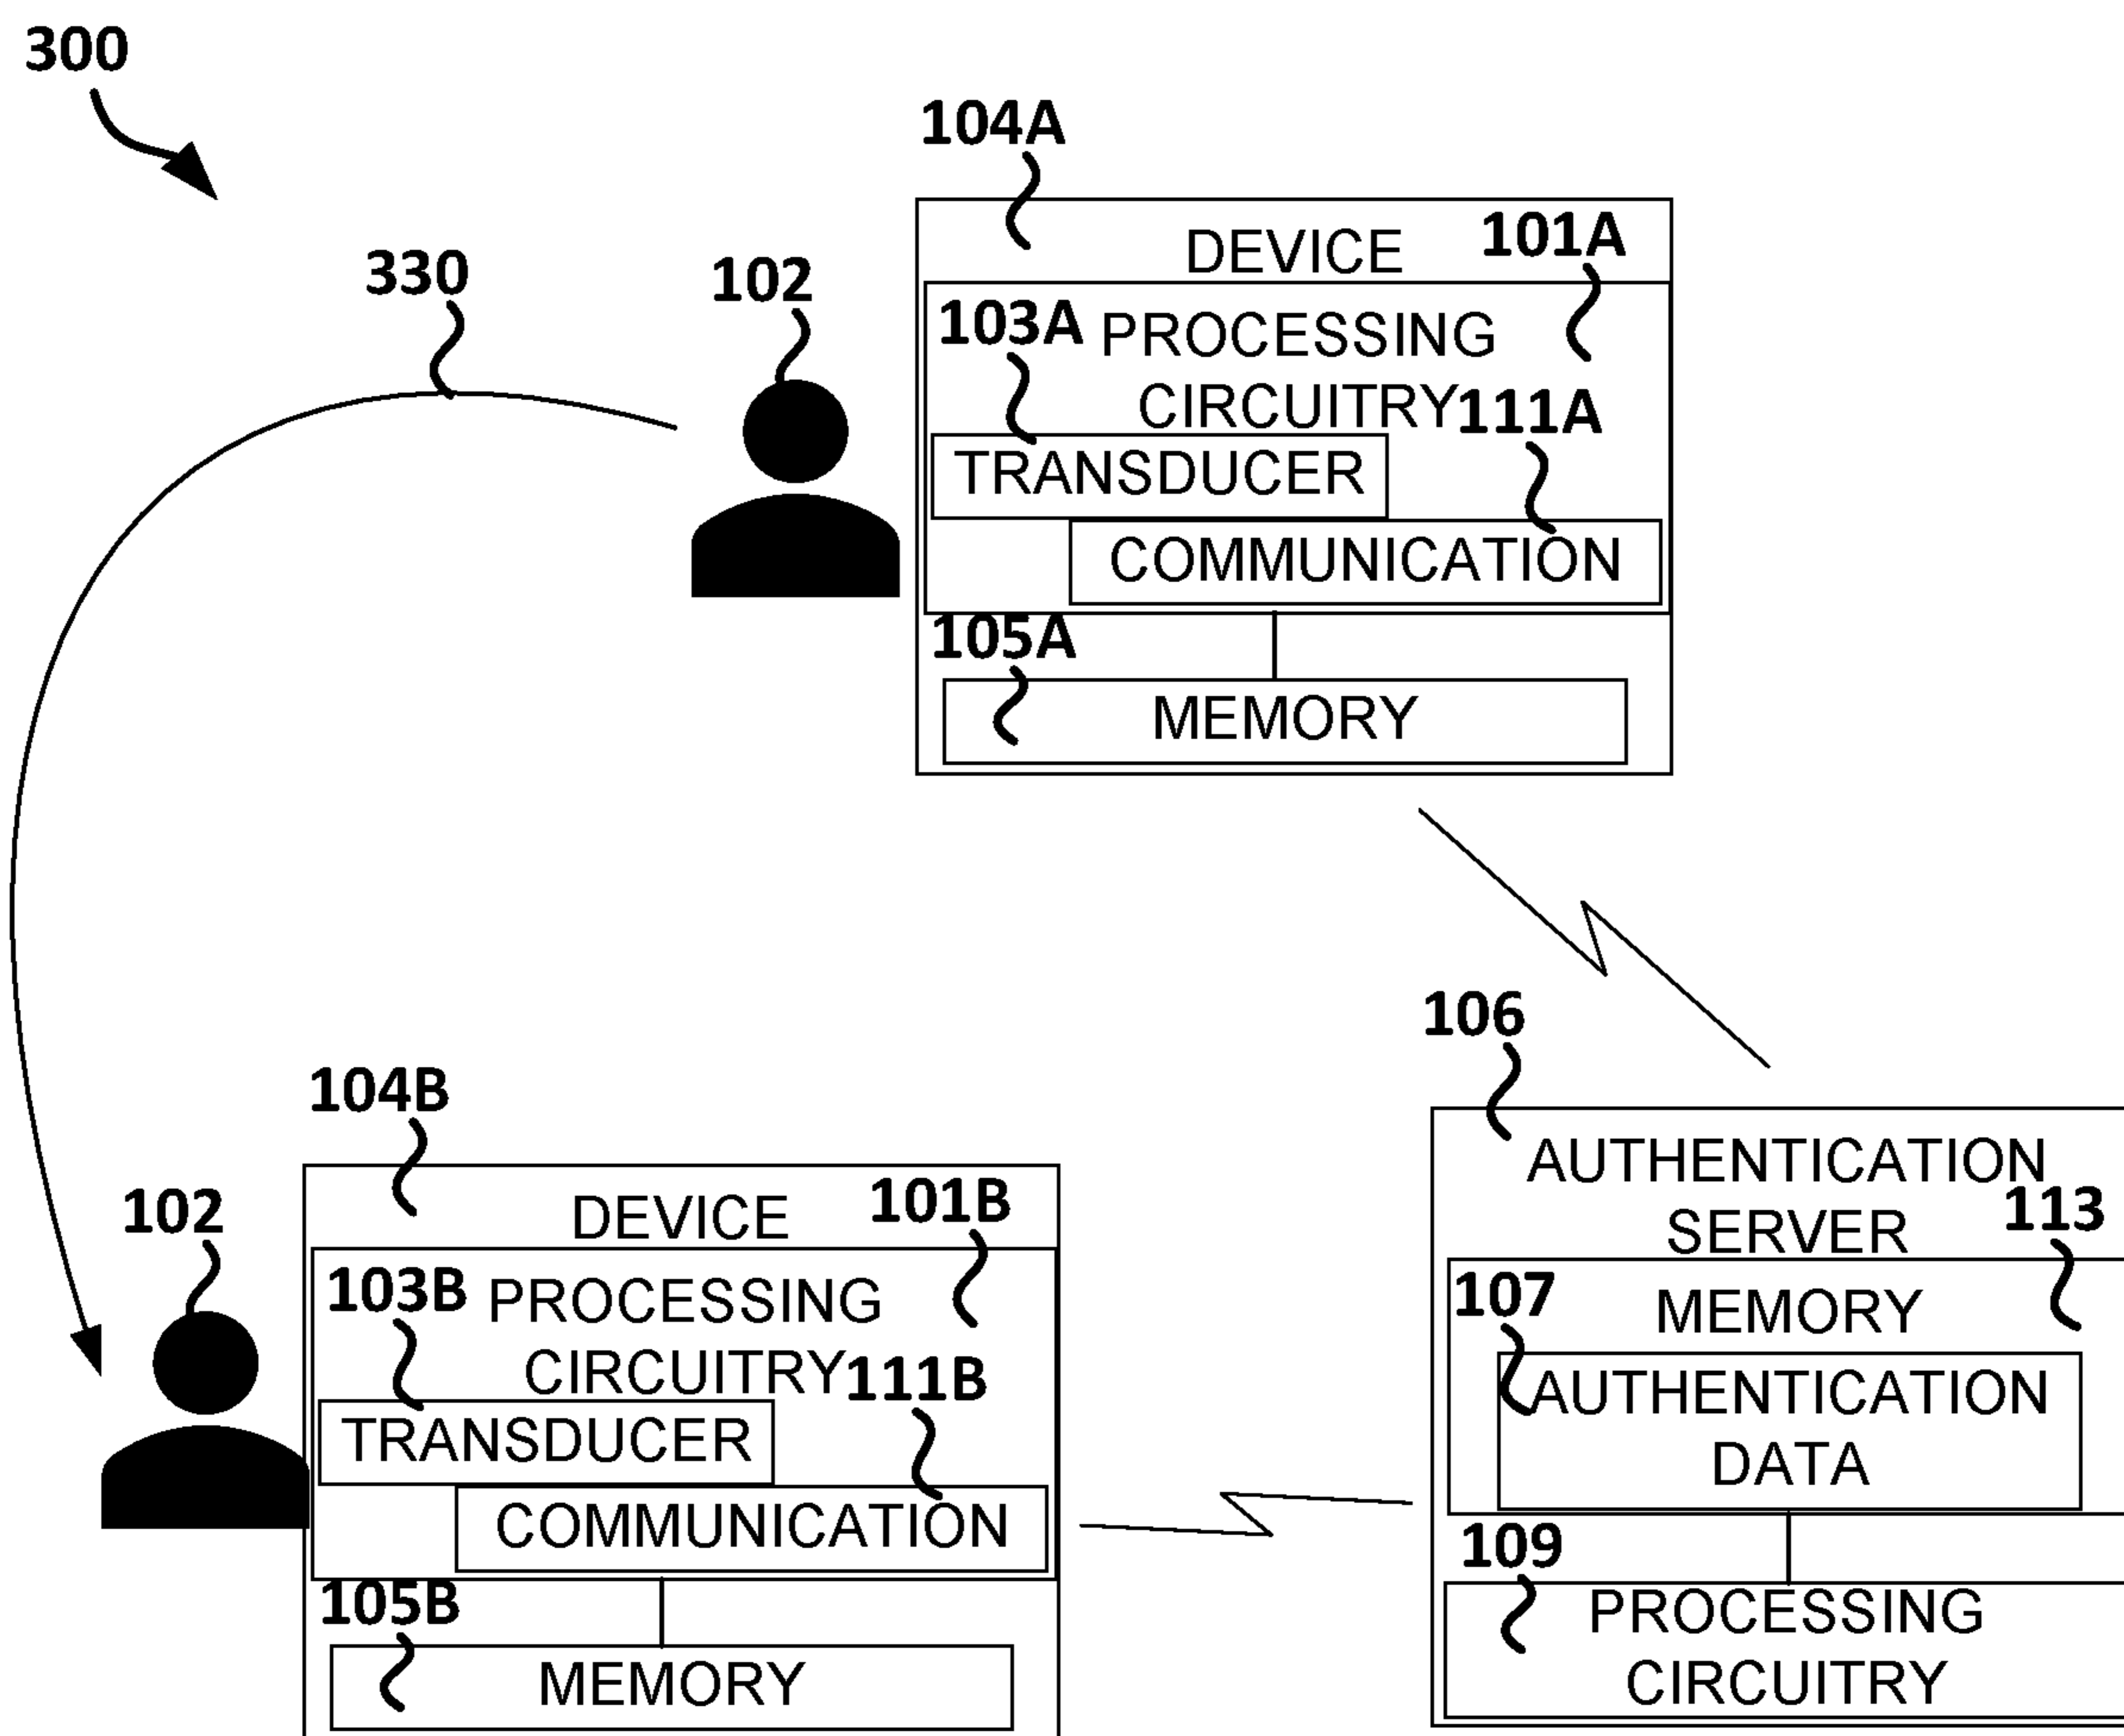 300
104A
DEVICE 101A
330
102
103A PROCESSING
CIRCUITRY 111A
TRANSDUCER
COMMUNICATION
105A
MEMORY
106
104B
AUTHENTICATION
SERVER 113
102
DEVICE 101B
103B PROCESSING
CIRCUITRY 111B
TRANSDUCER
COMMUNICATION
105B
MEMORY
107 MEMORY
AUTHENTICATION
DATA
109
PROCESSING
CIRCUITRY